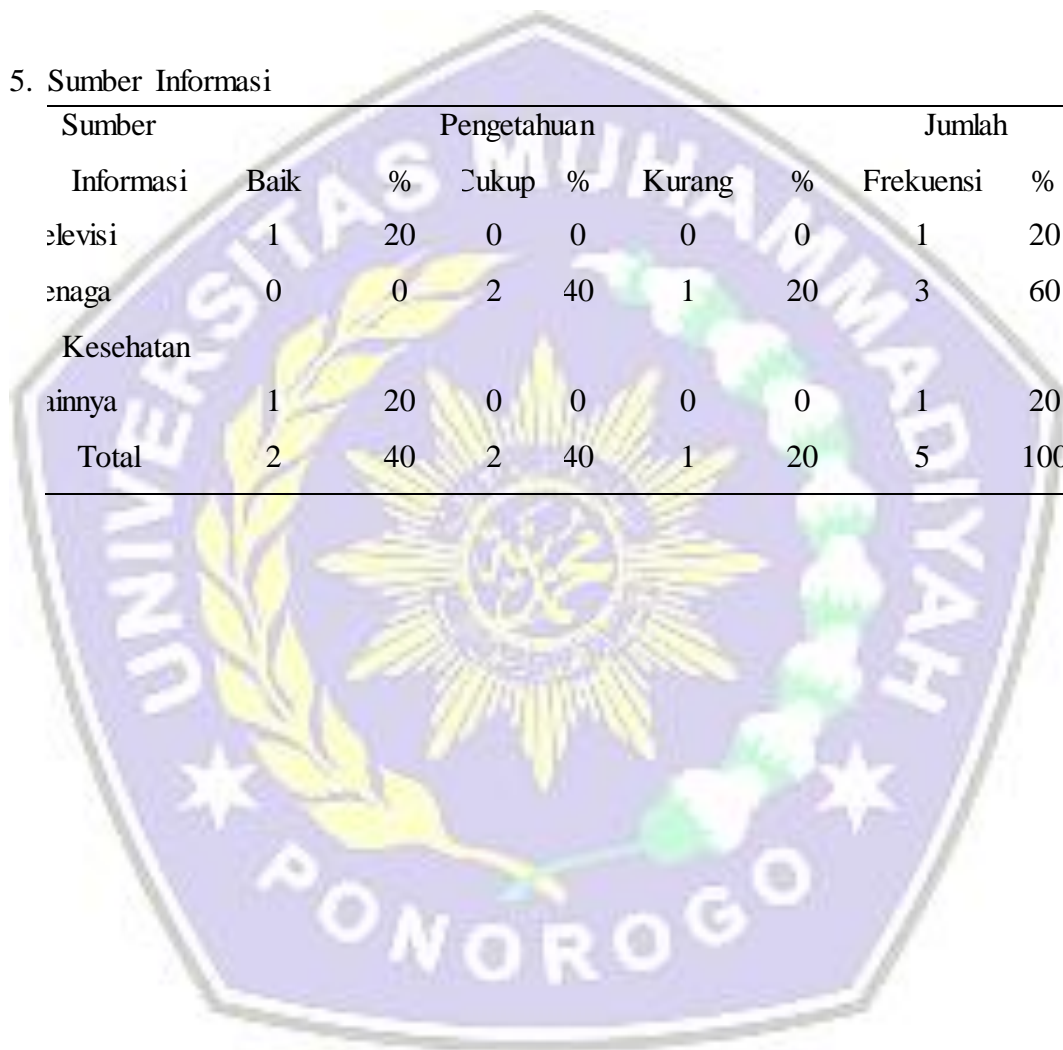 5. Sumber Informasi
Sumber Pengetahuan Jumlah
Informasi Baik % Cukup % Kurang % Frekuensi %
elevisi 1 20 0 0 0 0 1 20
enaga 0 0 2 40 1 20 3 60
Kesehatan
ainnya 1 20 0 0 0 0 1 20
Total 2 40 2 40 1 20 5 100
UNIVERSITAS MUHAMMADIYAH
PONOROGO